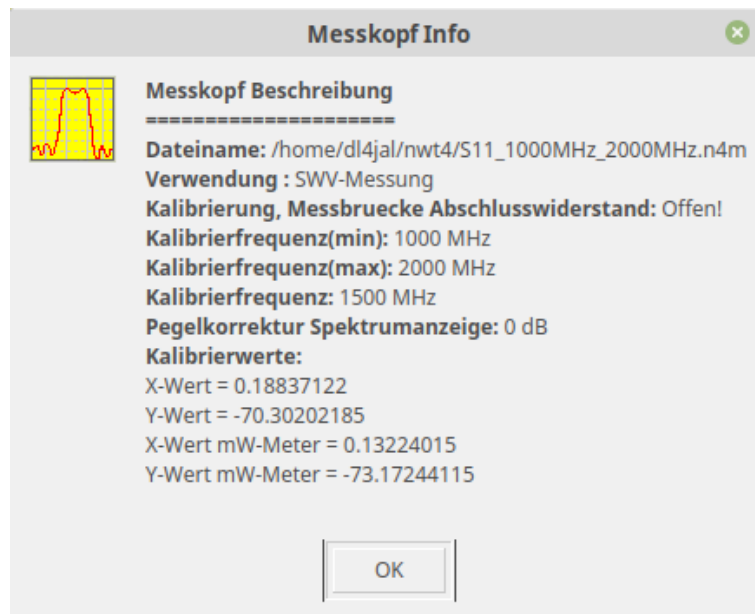 Messkopf Info
Messkopf Beschreibung
=====================
Dateiname: /home/dl4jal/nwt4/S11_1000MHz_2000MHz.n4m
Verwendung : SWV-Messung
Kalibrierung, Messbruecke Abschlusswiderstand: Offen!
Kalibrierfrequenz(min): 1000 MHz
Kalibrierfrequenz(max): 2000 MHz
Kalibrierfrequenz: 1500 MHz
Pegelkorrektur Spektrumanzeige: 0 dB
Kalibrierwerte:
X-Wert = 0.18837122
Y-Wert = -70.30202185
X-Wert mW-Meter = 0.13224015
Y-Wert mW-Meter = -73.17244115
OK